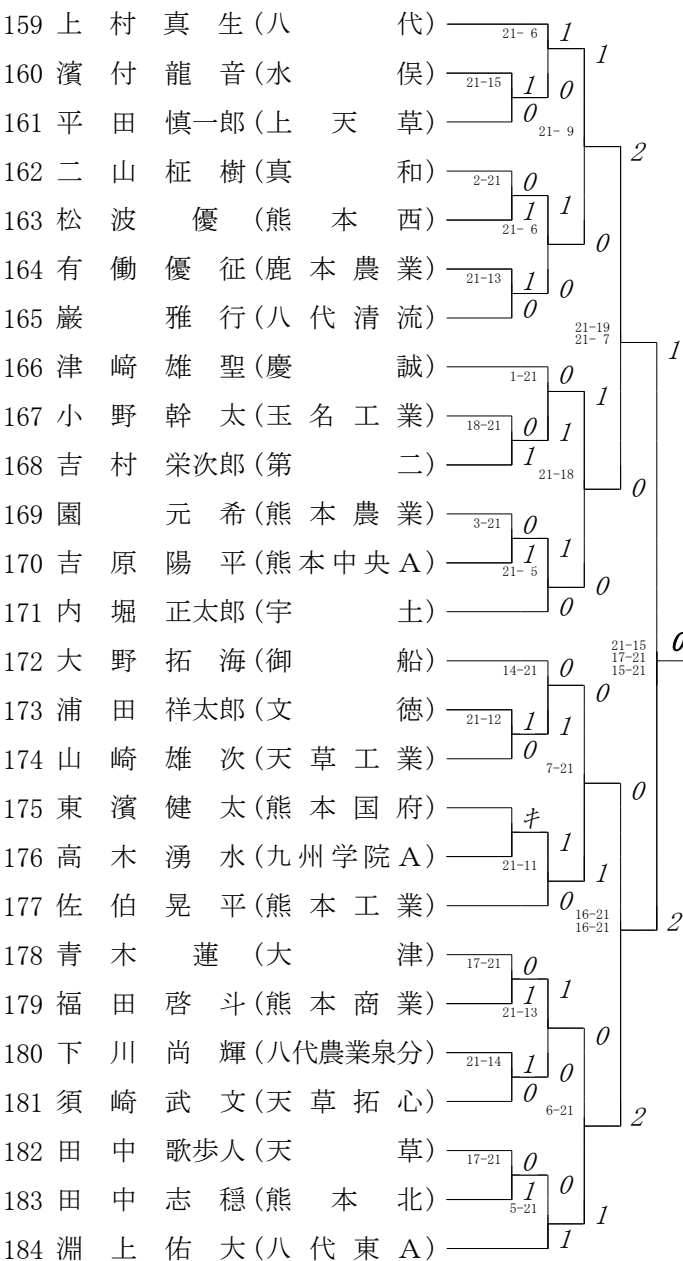 159 上村真生(八代) 21- 6 1
1
160 濱付龍音(水俣) 21-15 1 0
161 平田慎一郎(上天草) 0 21- 9
2
162 二山柾樹(真和) 2-21 0
163 松波優(熊本西) 1 21- 6 1
0
164 有働優征(鹿本農業) 21-13 1 0
165 巌雅行(八代清流) 0
21-19
21- 7 1
166 津﨑雄聖(慶誠) 1-21 0
1
167 小野幹太(玉名工業) 18-21 0 1
168 吉村栄次郎(第二) 1 21-18
0
169 園元希(熊本農業) 3-21 0
170 吉原陽平(熊本中央A) 1 21- 5 1
0
171 内堀正太郎(宇土) 0
21-15
17-21
15-21 0
172 大野拓海(御船) 14-21 0
0
173 浦田祥太郎(文徳) 21-12 1 1
174 山崎雄次(天草工業) 0 7-21
0
175 東濱健太(熊本国府) キ
176 高木湧水(九州学院A) 21-11 1
1
177 佐伯晃平(熊本工業) 0
16-21
16-21 2
178 青木蓮(大津) 17-21 0
179 福田啓斗(熊本商業) 1 21-13 1
0
180 下川尚輝(八代農業泉分) 21-14 1 0
181 須崎武文(天草拓心) 0 6-21
2
182 田中歌歩人(天草) 17-21 0
183 田中志穏(熊本北) 1 5-21 0
1
184 淵上佑大(八代東A) 1